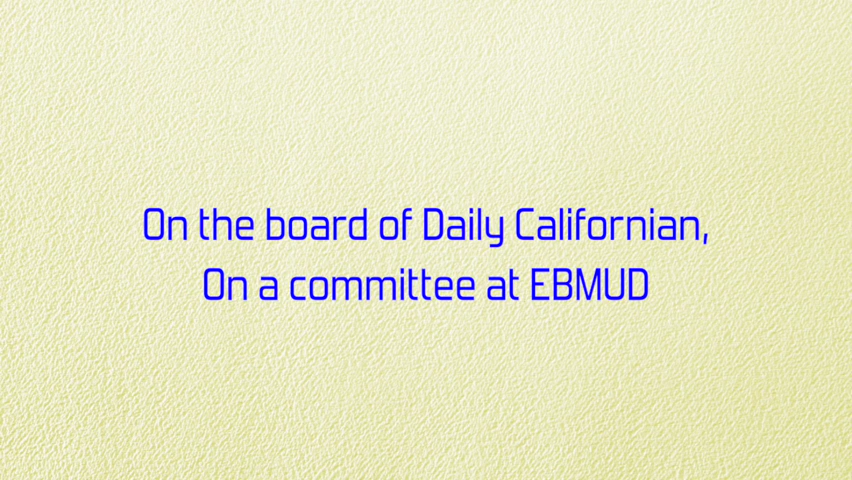 On the board of Daily Californian,
On a committee at EBMUD